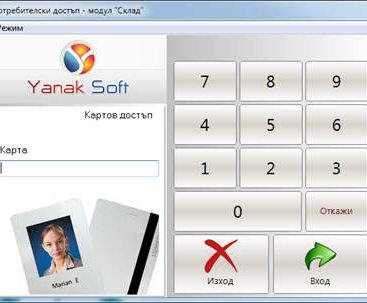 отребителски достъп - модул "Склад"
Режим
Yanak Soft
Картов достъп
Карта
Marian E
7 8 9
4 5 6
1 2 3
0 Откажи
Изход Вход